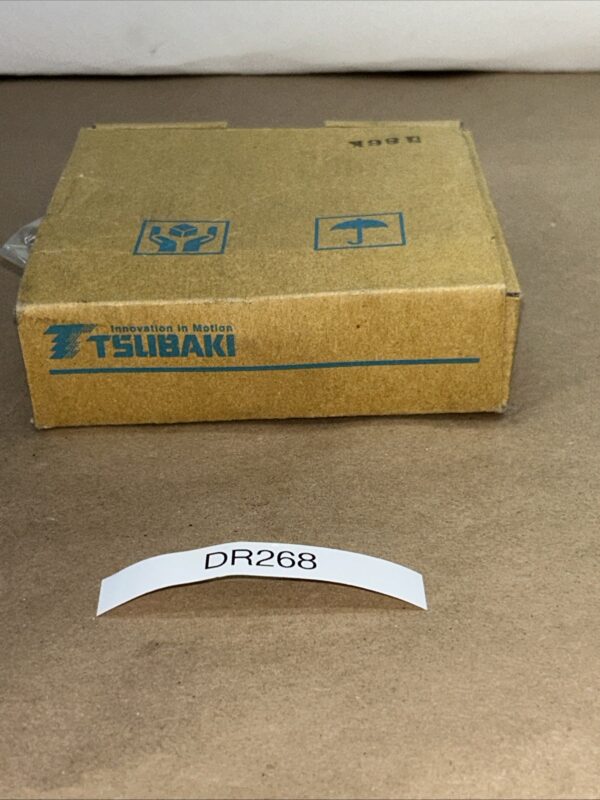 Innovation in Motion
TSUBAKI
DR268